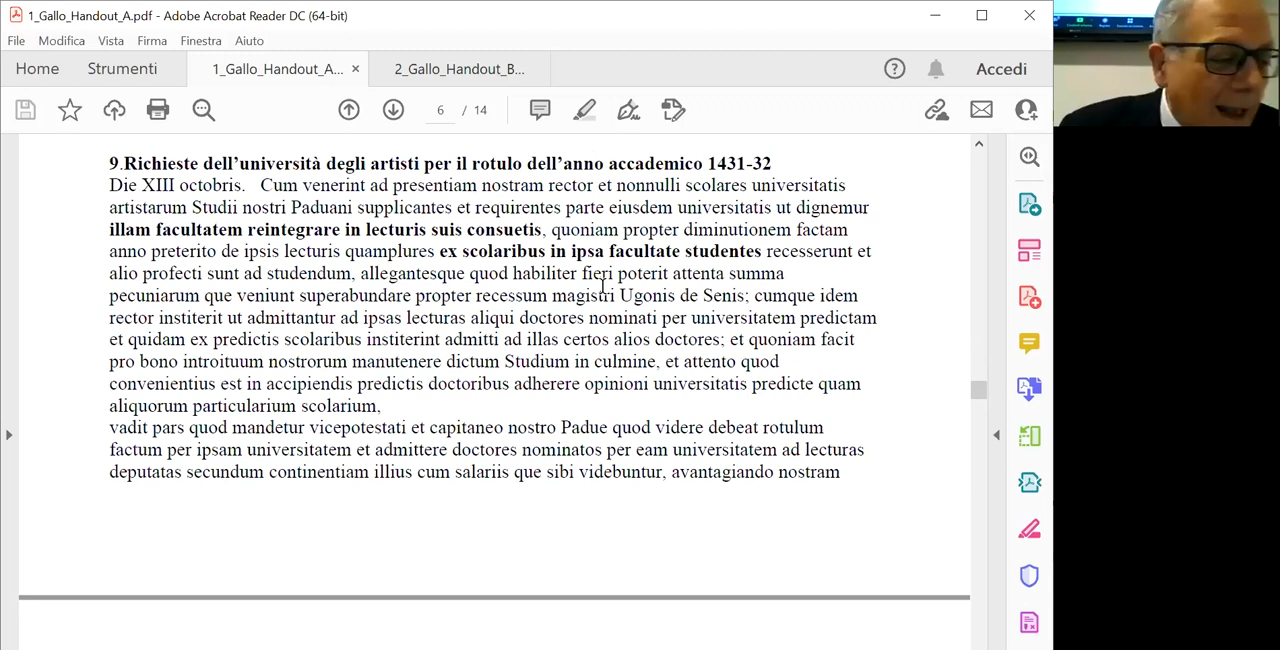 1_Gallo_Handout_A.pdf - Adobe Acrobat Reader DC (64-bit)
File Modifica Vista Firma Finestra Aiuto
Home Strumenti 1_Gallo_Handout_A... × 2_Gallo_Handout_B... Accedi
6 / 14
9.Richieste dell’università degli artisti per il rotulo dell’anno accademico 1431-32
Die XIII octobris. Cum venerint ad presentiam nostram rector et nonnulli scolares universitatis
artistarum Studii nostri Paduani supplicantes et requirentes parte eiusdem universitatis ut dignemur
illam facultatem reintegrare in lecturis suis consuetis, quoniam propter diminutionem factam
anno preterito de ipsis lecturis quamplures ex scolaribus in ipsa facultate studentes recesserunt et
alio profecti sunt ad studendum, allegantesque quod habiliter fieri poterit attenta summa
pecuniarum que veniunt superabundare propter recessum magistri Ugonis de Senis; cumque idem
rector institerit ut admittantur ad ipsas lecturas aliqui doctores nominati per universitatem predictam
et quidam ex predictis scolaribus institerint admitti ad illas certos alios doctores; et quoniam facit
pro bono introituum nostrorum manutenere dictum Studium in culmine, et attento quod
convenientius est in accipiendis predictis doctoribus adherere opinioni universitatis predicte quam
aliquorum particularium scolarium,
vadit pars quod mandetur vicepotestati et capitaneo nostro Padue quod videre debeat rotulum
factum per ipsam universitatem et admittere doctores nominatos per eam universitatem ad lecturas
deputatas secundum continentiam illius cum salariis que sibi videbuntur, avantagiando nostram